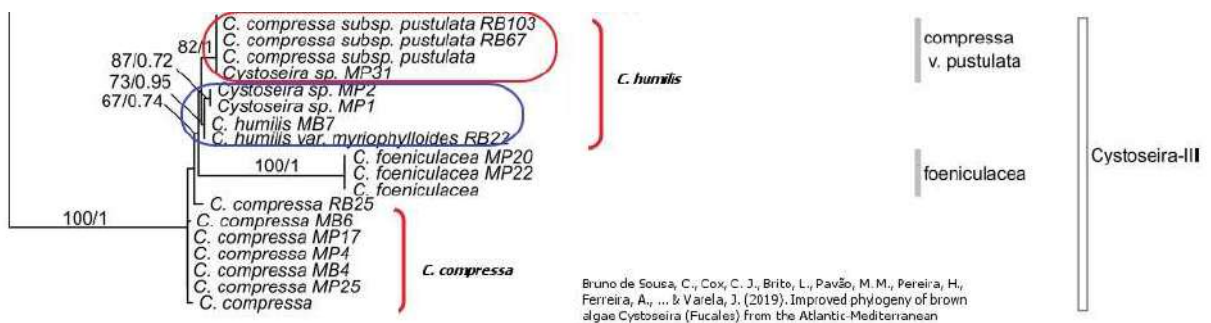 C. compressa subsp. pustulata RB103
C. compressa subsp. pustulata RB67
82/1
C. compressa subsp. pustulata
Cystoseira sp. MP31
87/0.72
73/0.95
67/0.74
Cystoseira sp. MP2
Cystoseira sp. MP1
C. humilis MB7
C. humilis var. myriophylloides RB22
C. humilis
compressa
v. pustulata
C. foeniculacea MP20
100/1
C. foeniculacea MP22
C. foeniculacea
foeniculacea
Cystoseira-III
C. compressa RB25
100/1
C. compressa MB6
C. compressa MP17
C. compressa MP4
C. compressa MB4
C. compressa MP25
C. compressa
C. compressa
Bruno de Sousa, C., Cox, C. J., Brito, L., Pavão, M. M., Pereira, H.,
Ferreira, A., ... & Varela, J. (2019). Improved phylogeny of brown
algae Cystoseira (Fucales) from the Atlantic-Mediterranean